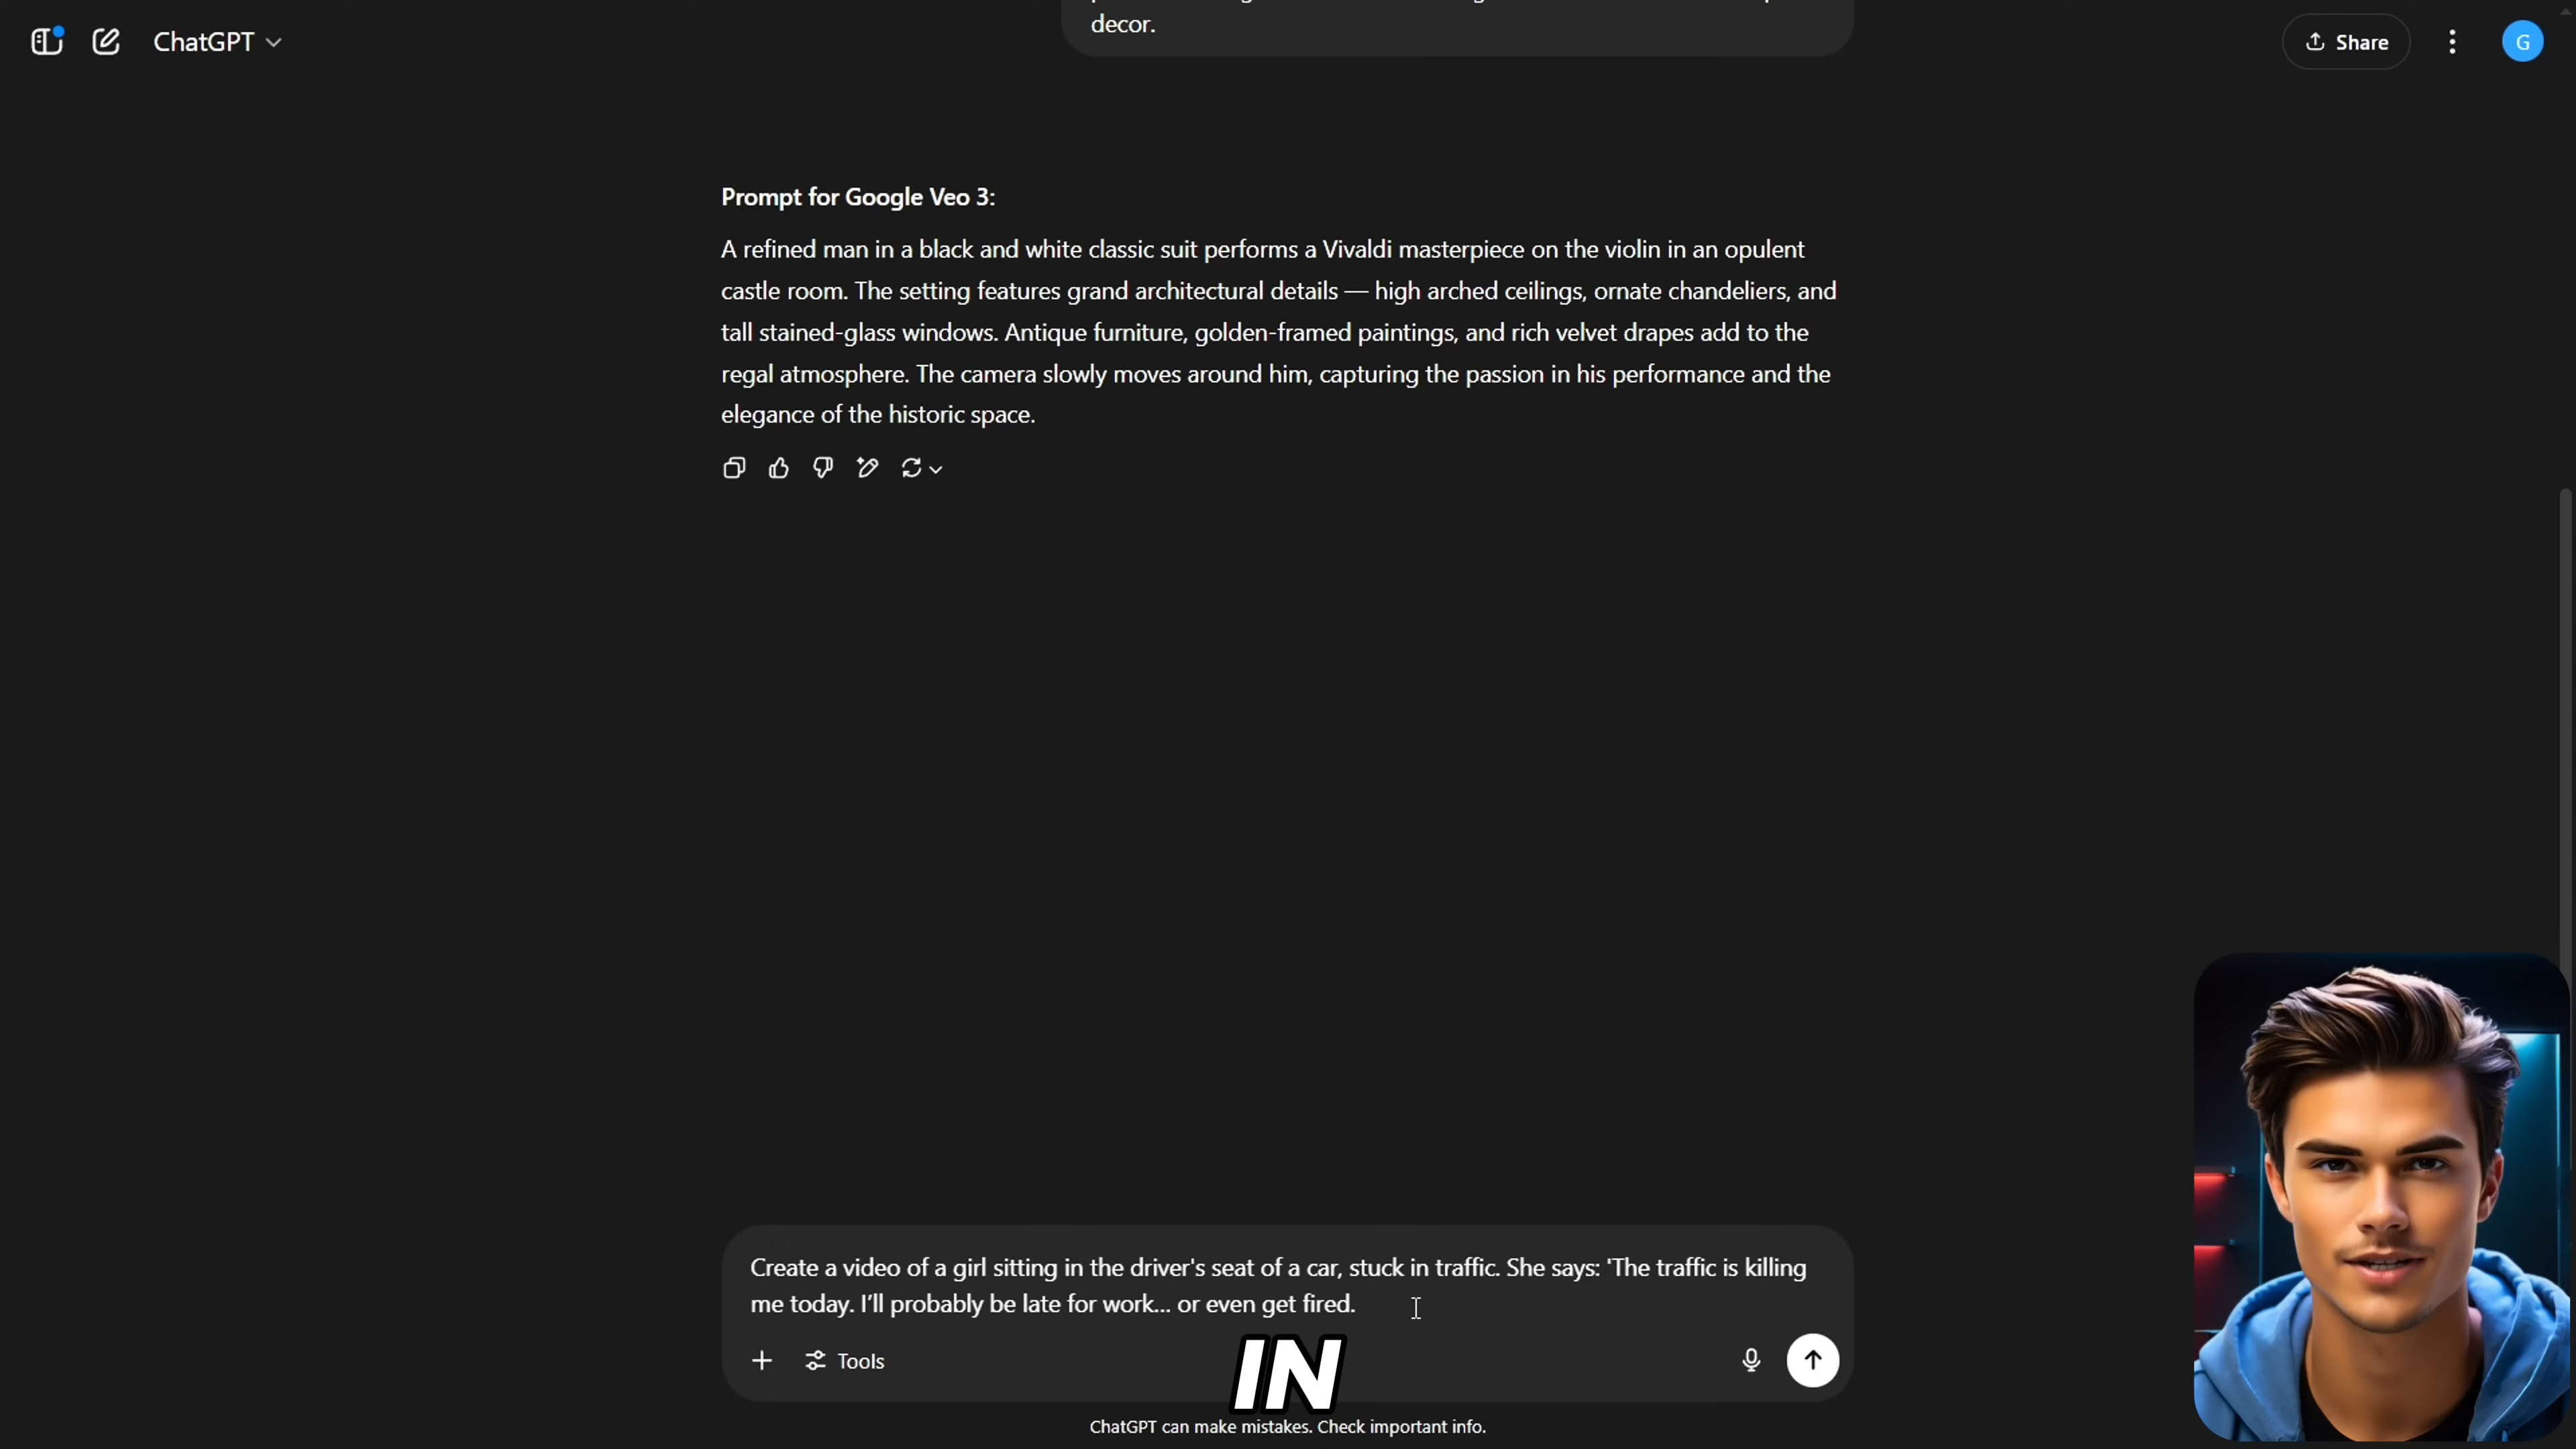 decor.
ChatGPT
Share
G
Prompt for Google Veo 3:
A refined man in a black and white classic suit performs a Vivaldi masterpiece on the violin in an opulent
castle room. The setting features grand architectural details — high arched ceilings, ornate chandeliers, and
tall stained-glass windows. Antique furniture, golden-framed paintings, and rich velvet drapes add to the
regal atmosphere. The camera slowly moves around him, capturing the passion in his performance and the
elegance of the historic space.
Create a video of a girl sitting in the driver's seat of a car, stuck in traffic. She says: 'The traffic is killing
me today. I’ll probably be late for work... or even get fired.
Tools
IN
ChatGPT can make mistakes. Check important info.